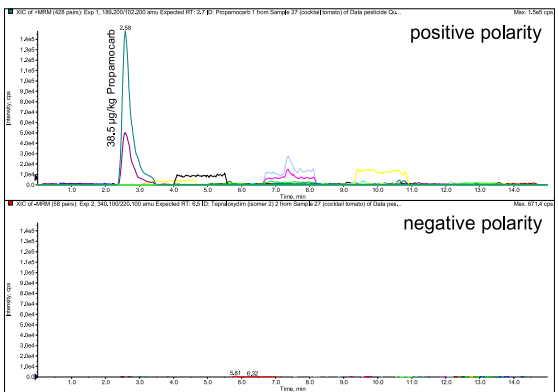 XIC of +MRM (428 pairs): Exp 1, 189.200/102.200 amu Expected RT: 2.7 ID: Propamocarb 1 from Sample 27 (cocktail tomato) of Data pesticide Qu... Max. 1.5e5 cps.
positive polarity
2.58
38,5 µg/kg Propamocarb
Intensity, cps
1.4e5
1.3e5
1.2e5
1.1e5
1.0e5
9.0e4
8.0e4
7.0e4
6.0e4
5.0e4
4.0e4
3.0e4
2.0e4
1.0e4
0.0
1.0 2.0 3.0 4.0 5.0 6.0 7.0 8.0 9.0 10.0 11.0 12.0 13.0 14.0
Time, min
XIC of -MRM (58 pairs): Exp 2, 340.100/220.100 amu Expected RT: 6.5 ID: Tepraloxydim (isomer 2) 2 from Sample 27 (cocktail tomato) of Data pes... Max. 671.4 cps.
negative polarity
Intensity, cps
1.4e5
1.3e5
1.2e5
1.1e5
1.0e5
9.0e4
8.0e4
7.0e4
6.0e4
5.0e4
4.0e4
3.0e4
2.0e4
1.0e4
0.0
5.81 6.32
1.0 2.0 3.0 4.0 5.0 6.0 7.0 8.0 9.0 10.0 11.0 12.0 13.0 14.0
Time, min